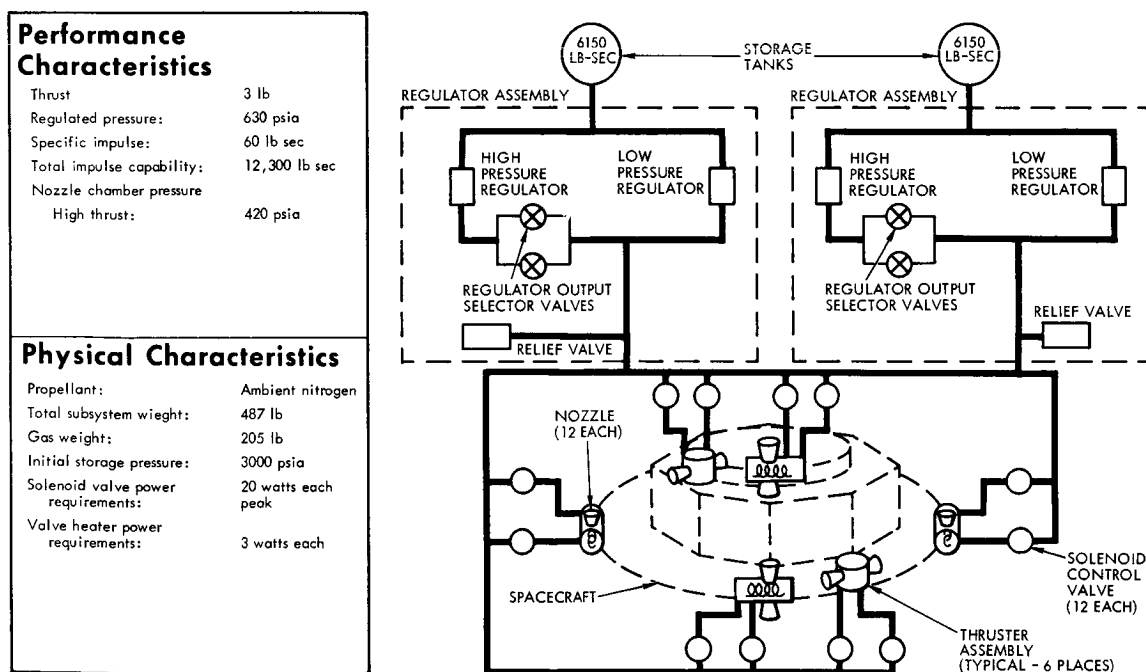 Performance
Characteristics
Thrust 3 lb
Regulated pressure: 630 psia
Specific impulse: 60 lb sec
Total impulse capability: 12,300 lb sec
Nozzle chamber pressure
High thrust: 420 psia
Physical Characteristics
Propellant: Ambient nitrogen
Total subsystem wieght: 487 lb
Gas weight: 205 lb
Initial storage pressure: 3000 psia
Solenoid valve power 20 watts each
requirements: peak
Valve heater power
requirements: 3 watts each
6150
LB-SEC
STORAGE
TANKS
6150
LB-SEC
REGULATOR ASSEMBLY
HIGH
PRESSURE
REGULATOR
LOW
PRESSURE
REGULATOR
REGULATOR OUTPUT
SELECTOR VALVES
RELIEF VALVE
REGULATOR ASSEMBLY
HIGH
PRESSURE
REGULATOR
LOW
PRESSURE
REGULATOR
REGULATOR OUTPUT
SELECTOR VALVES
RELIEF VALVE
NOZZLE
(12 EACH)
SPACECRAFT
SOLENOID
CONTROL
VALVE
(12 EACH)
THRUSTER
ASSEMBLY
(TYPICAL - 6 PLACES)